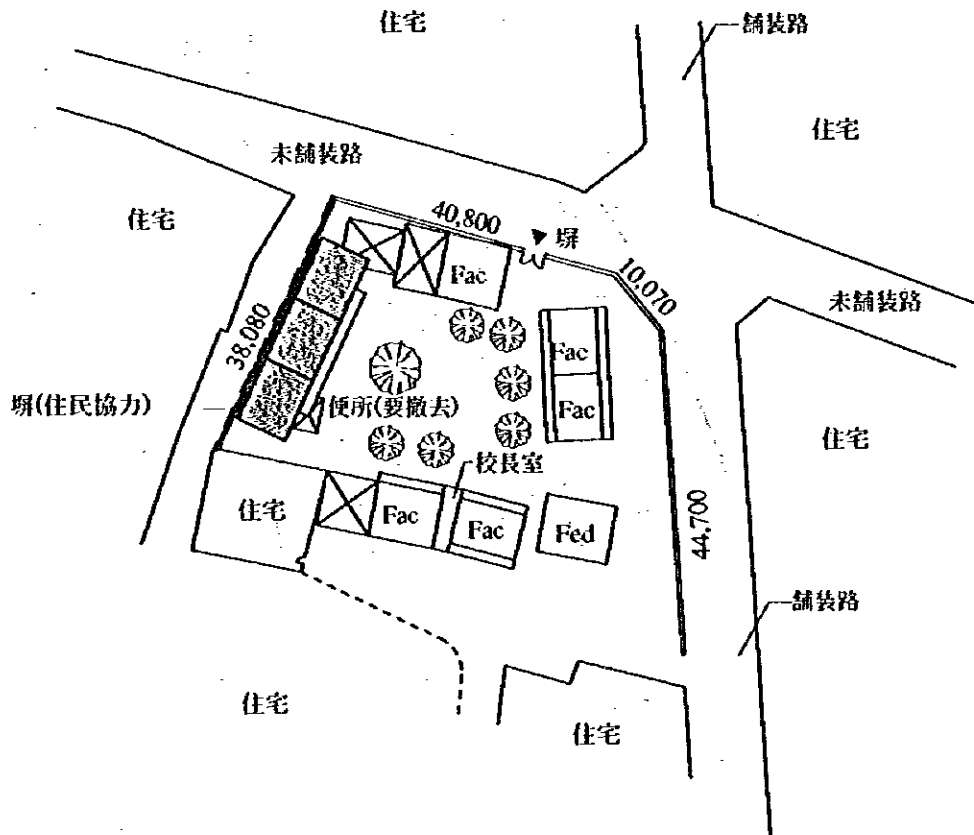 住宅
舗装路
住宅
未舗装路
住宅
40,800
塀
Fac
10,070
未舗装路
38,080
Fac
Fac
塀(住民協力)
便所(要撤去)
住宅
校長室
住宅
Fac
Fac
Fed
44,700
舗装路
住宅
住宅